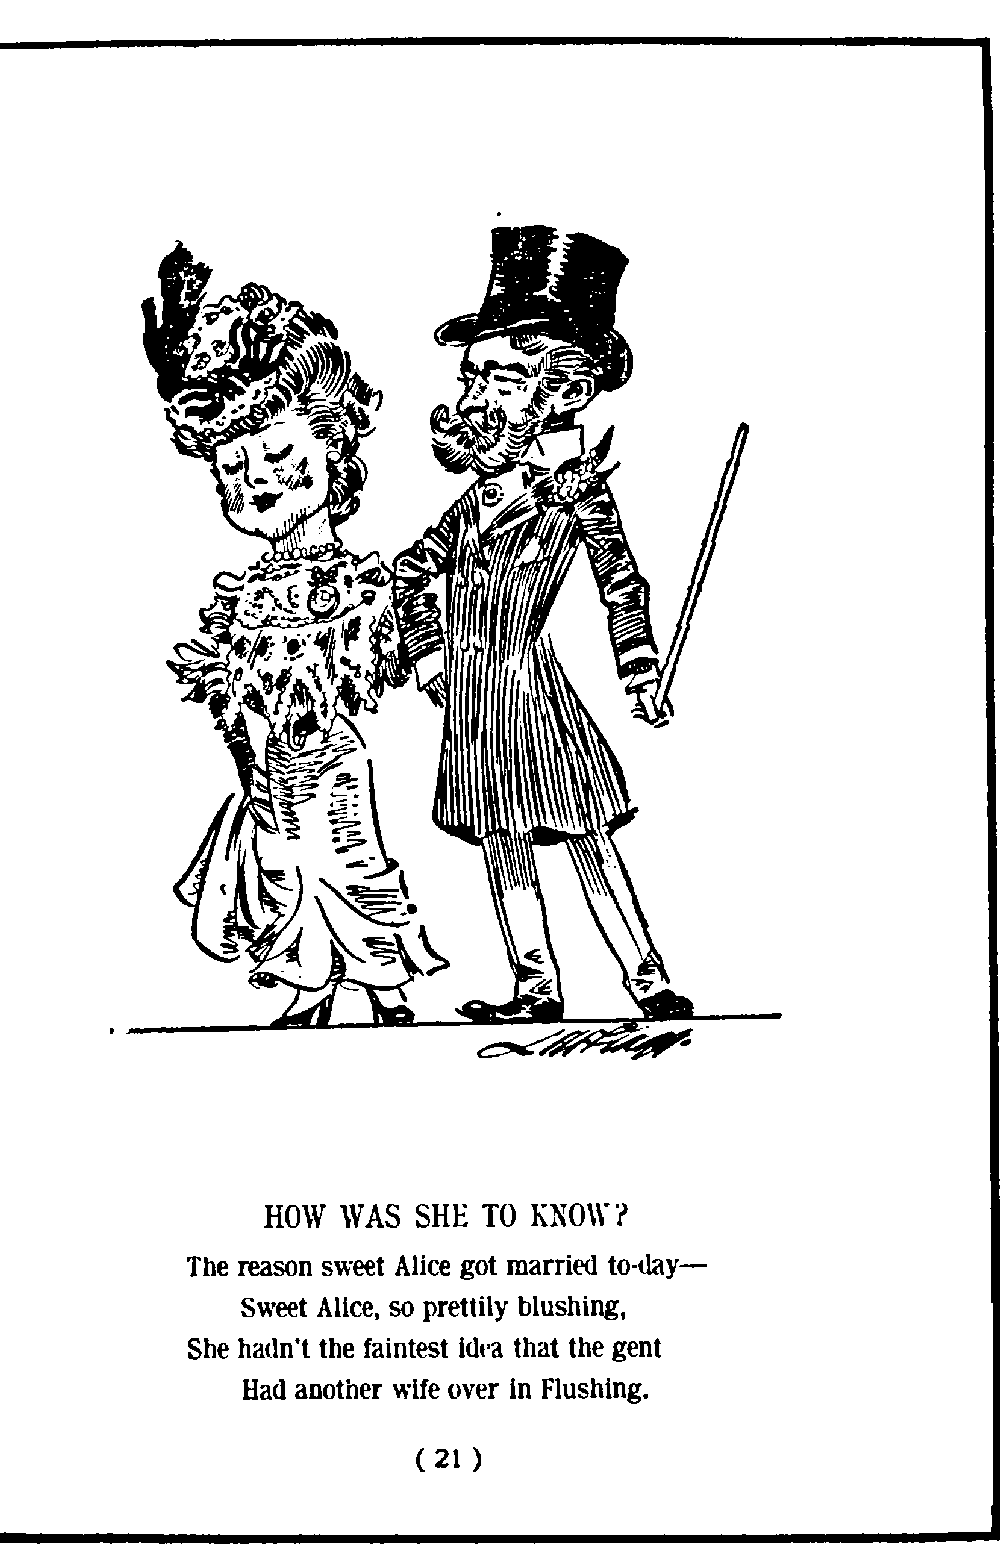 HOW WAS SHE TO KNOW?
The reason sweet Alice got married to-day—
Sweet Alice, so prettily blushing,
She hadn't the faintest idea that the gent
Had another wife over in Flushing.
( 21 )